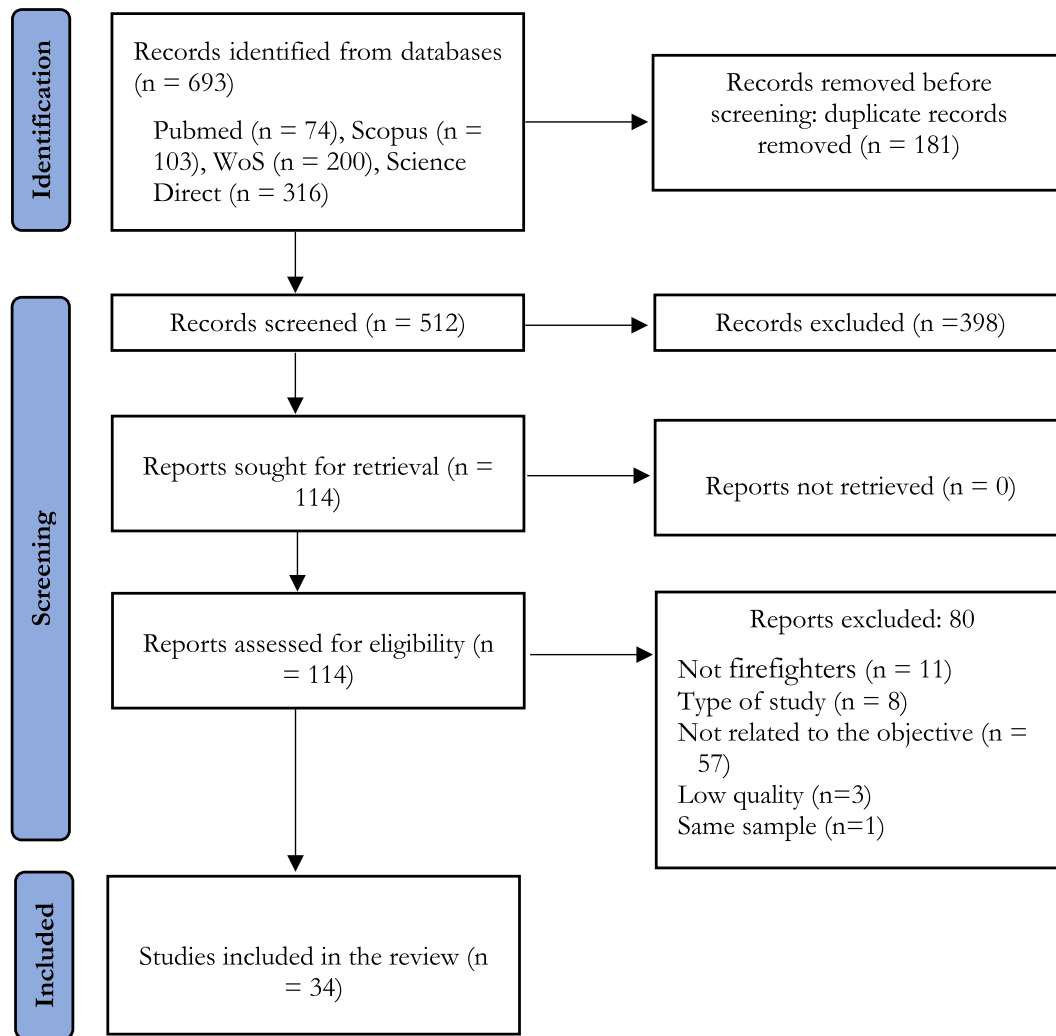 Identification
Records identified from databases
(n = 693)
Pubmed (n = 74), Scopus (n =
103), WoS (n = 200), Science
Direct (n = 316)
Records removed before
screening: duplicate records
removed (n = 181)
Screening
Records screened (n = 512)
Records excluded (n =398)
Reports sought for retrieval (n =
114)
Reports not retrieved (n = 0)
Reports assessed for eligibility (n
= 114)
Reports excluded: 80
Not firefighters (n = 11)
Type of study (n = 8)
Not related to the objective (n =
57)
Low quality (n=3)
Same sample (n=1)
Included
Studies included in the review (n
= 34)